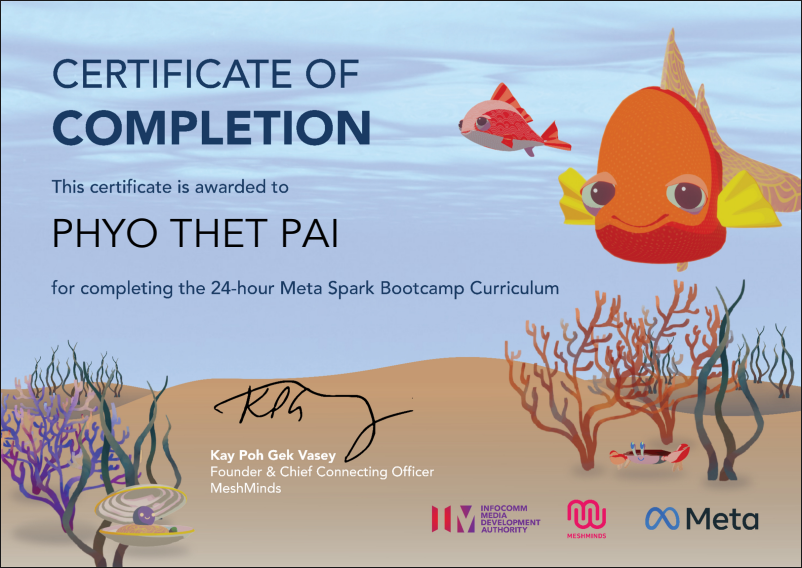 CERTIFICATE OF
COMPLETION
This certificate is awarded to
PHYO THET PAI
for completing the 24-hour Meta Spark Bootcamp Curriculum
Kay Poh Gek Vasey
Founder & Chief Connecting Officer
MeshMinds
INFOCOMM
MEDIA
DEVELOPMENT
AUTHORITY
MESHMINDS
Meta